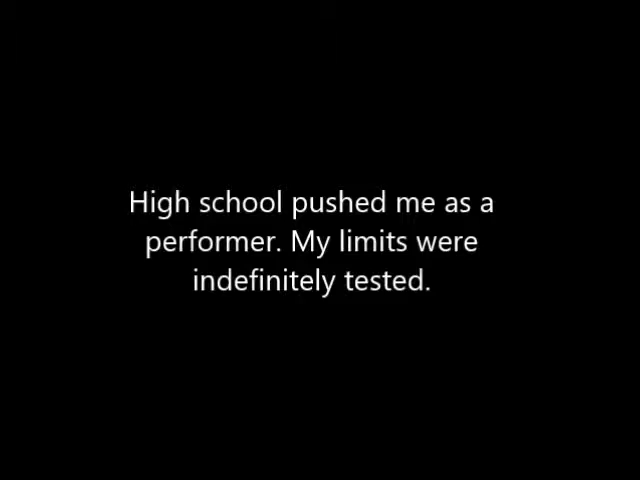 High school pushed me as a
performer. My limits were
indefinitely tested.